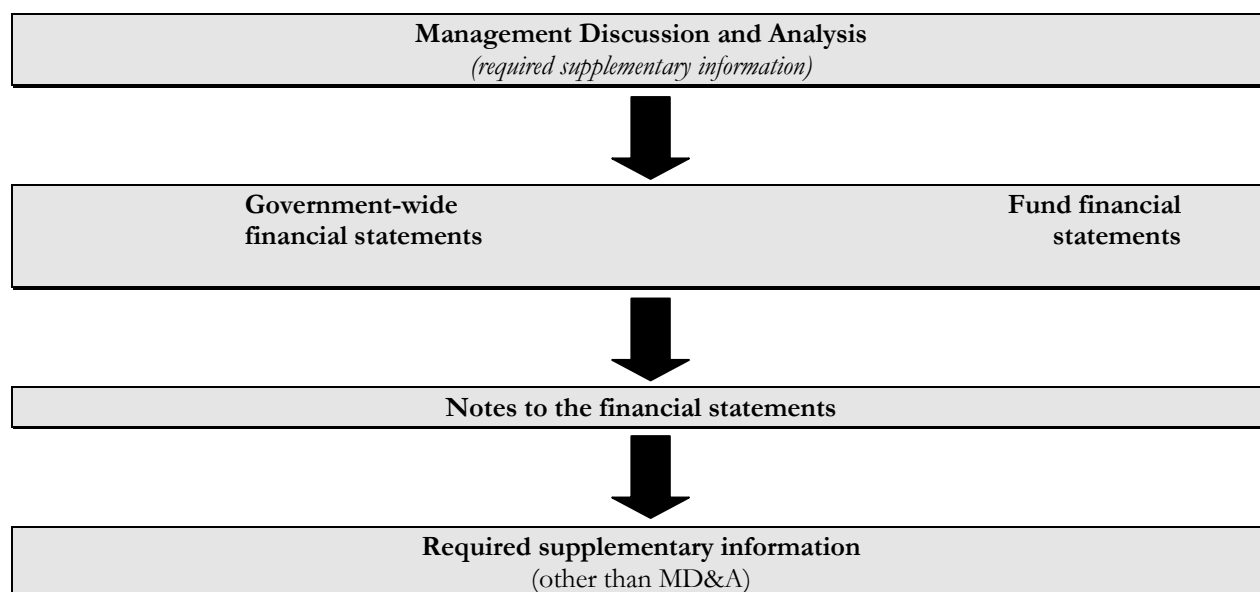 Management Discussion and Analysis
(required supplementary information)
Government-wide
financial statements
Fund financial
statements
Notes to the financial statements
Required supplementary information
(other than MD&A)